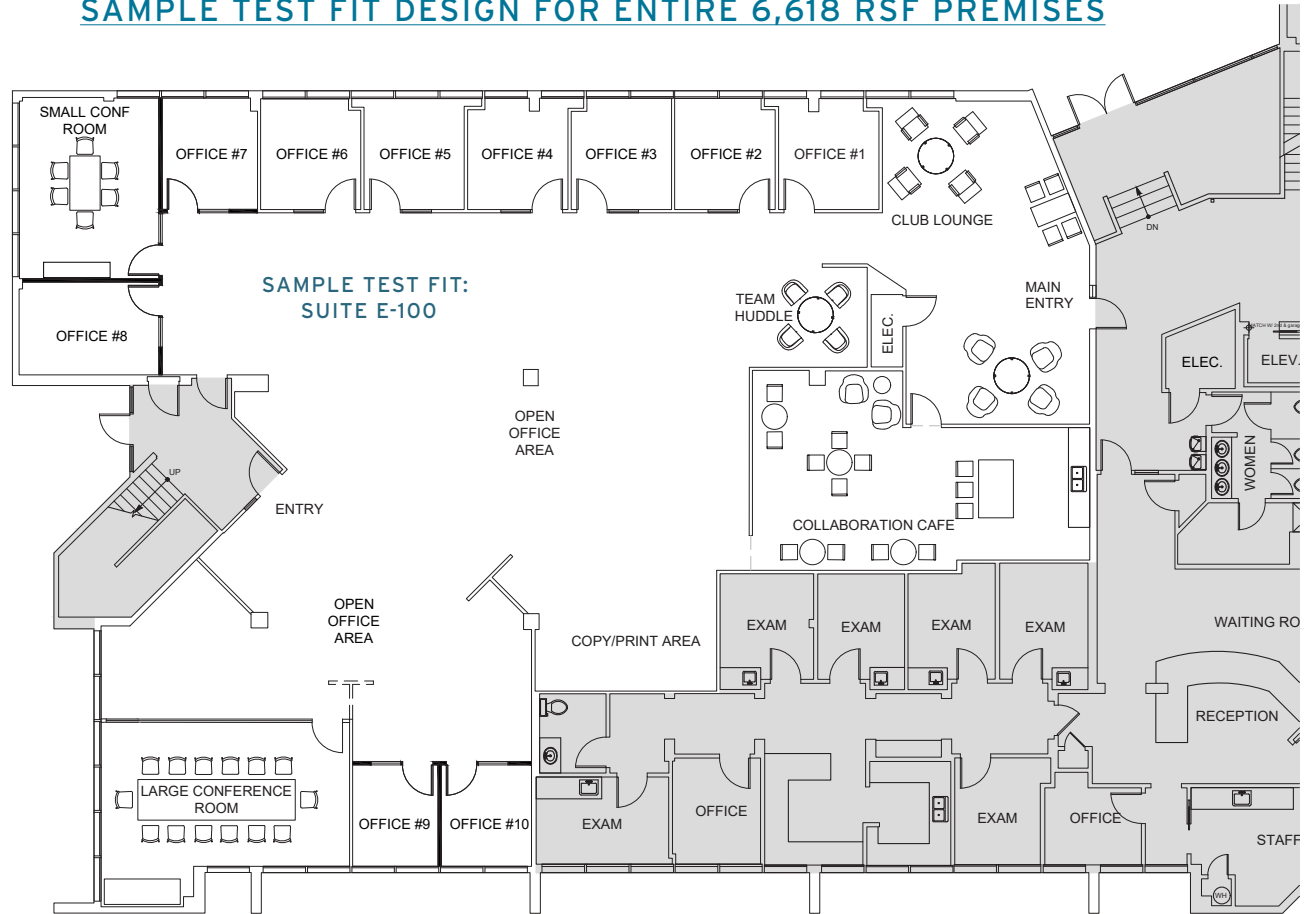 SAMPLE TEST FIT DESIGN FOR ENTIRE 6,618 RSF PREMISES
SMALL CONF
ROOM
OFFICE #7
OFFICE #6
OFFICE #5
OFFICE #4
OFFICE #3
OFFICE #2
OFFICE #1
CLUB LOUNGE
DN
SAMPLE TEST FIT:
SUITE E-100
TEAM
HUDDLE
MAIN
ENTRY
ELEC.
OFFICE #8
ELEC.
ELEV.
OPEN
OFFICE
AREA
UP
WOMEN
ENTRY
COLLABORATION CAFE
OPEN
OFFICE
AREA
COPY/PRINT AREA
EXAM
EXAM
EXAM
EXAM
WAITING RO
RECEPTION
LARGE CONFERENCE
ROOM
OFFICE #9
OFFICE #10
EXAM
OFFICE
EXAM
OFFICE
STAFF
WH